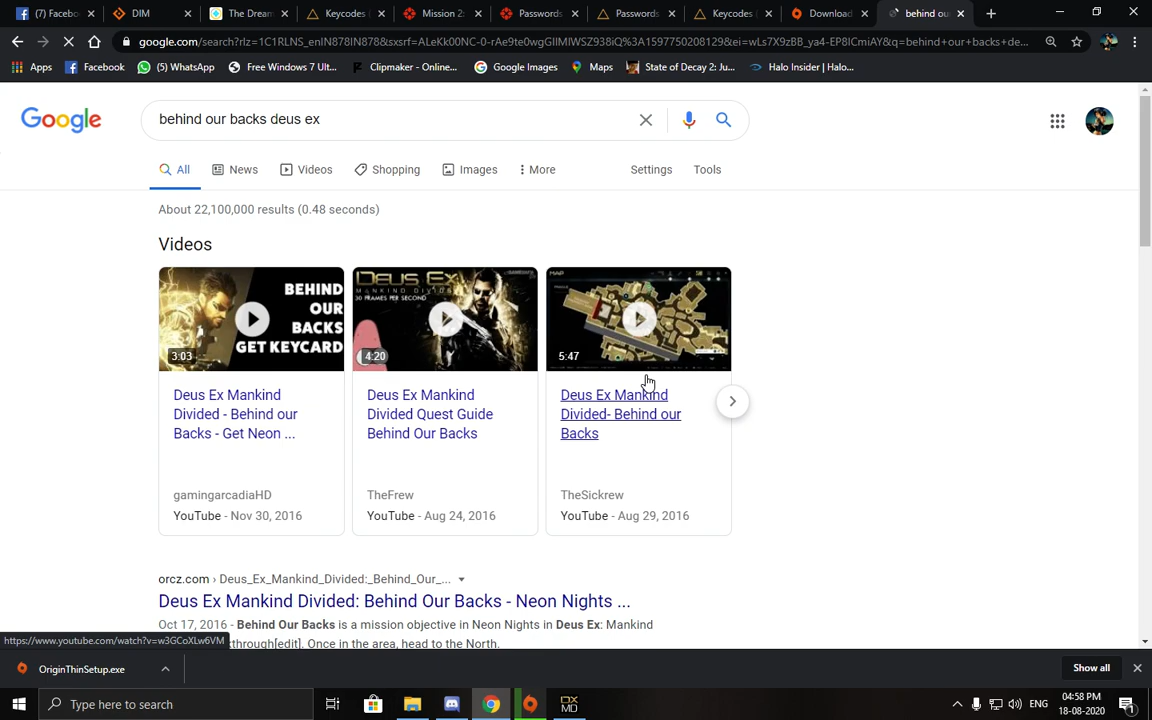 (7) Facebo
DIM
The Dream
Keycodes (
Mission 2:
Passwords
Passwords
Keycodes (
Download
behind ou
google.com/search?rlz=1C1RLNS_enIN878IN878&sxsrf=ALeKk00NC-0-rAe9te0wgGIIMIWSZ938iQ%3A1597750208129&ei=wLs7X9zBB_ya4-EP8ICmiAY&q=behind+our+backs+de...
Apps
Facebook
(5) WhatsApp
Free Windows 7 Ult...
Clipmaker - Online...
Google Images
Maps
State of Decay 2: Ju...
Halo Insider | Halo...
Google
behind our backs deus ex
All
News
Videos
Shopping
Images
More
Settings
Tools
About 22,100,000 results (0.48 seconds)
Videos
BEHIND
OUR
BACKS
GET KEYCARD
3:03
DEUS EX
MANKIND DIVIDED
30 FRAMES PER SECOND
4:20
MAP
5:47
Deus Ex Mankind
Divided - Behind our
Backs - Get Neon ...
gamingarcadiaHD
YouTube - Nov 30, 2016
Deus Ex Mankind
Divided Quest Guide
Behind Our Backs
TheFrew
YouTube - Aug 24, 2016
Deus Ex Mankind
Divided- Behind our
Backs
TheSickrew
YouTube - Aug 29, 2016
orcz.com › Deus_Ex_Mankind_Divided:_Behind_Our_...
Deus Ex Mankind Divided: Behind Our Backs - Neon Nights ...
Oct 17, 2016 - Behind Our Backs is a mission objective in Neon Nights in Deus Ex: Mankind
kthrough[edit]. Once in the area, head to the North.
https://www.youtube.com/watch?v=w3GCoXLw6VM
OriginThinSetup.exe
Show all
Type here to search
DX
MD
ENG
04:58 PM
18-08-2020
1